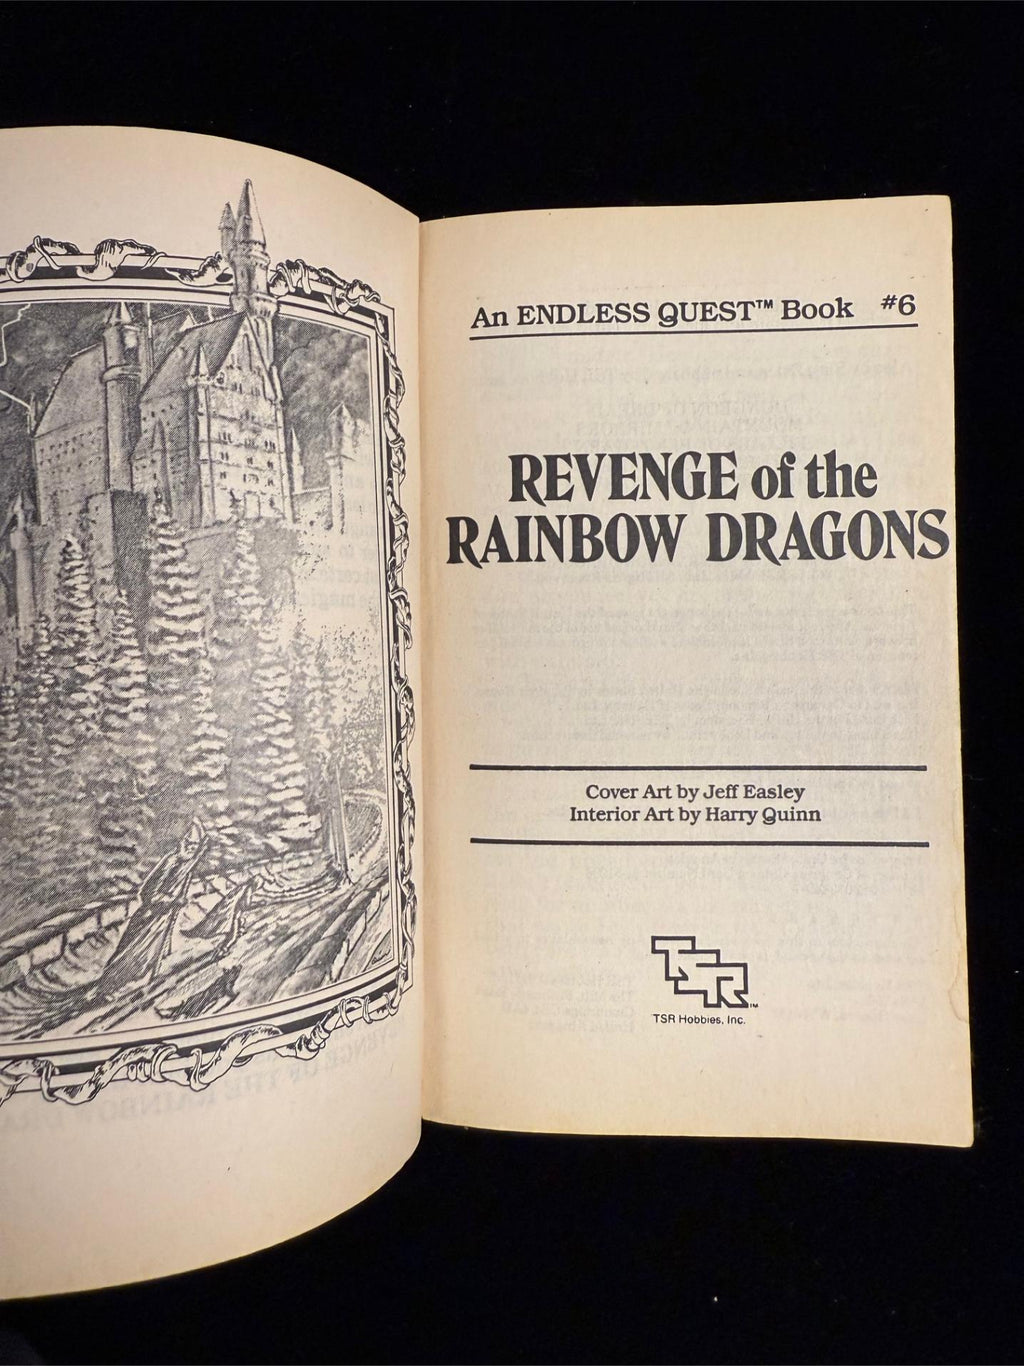 An ENDLESS QUEST™ Book #6
REVENGE of the
RAINBOW DRAGONS
Cover Art by Jeff Easley
Interior Art by Harry Quinn
TSR™
TSR Hobbies, Inc.